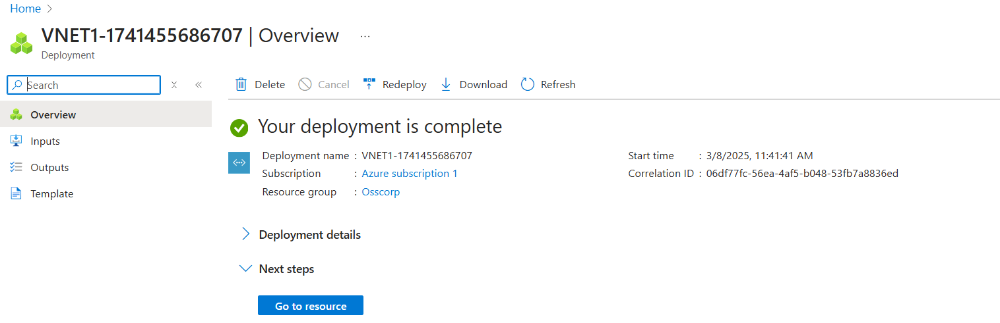 Home >
VNET1-1741455686707 | Overview ...
Deployment
Search
Delete Cancel Redeploy Download Refresh
Overview
Inputs
Outputs
Template
Your deployment is complete
Deployment name : VNET1-1741455686707
Subscription : Azure subscription 1
Resource group : Osscorp
Start time : 3/8/2025, 11:41:41 AM
Correlation ID : 06df77fc-56ea-4af5-b048-53fb7a8836ed
Deployment details
Next steps
Go to resource